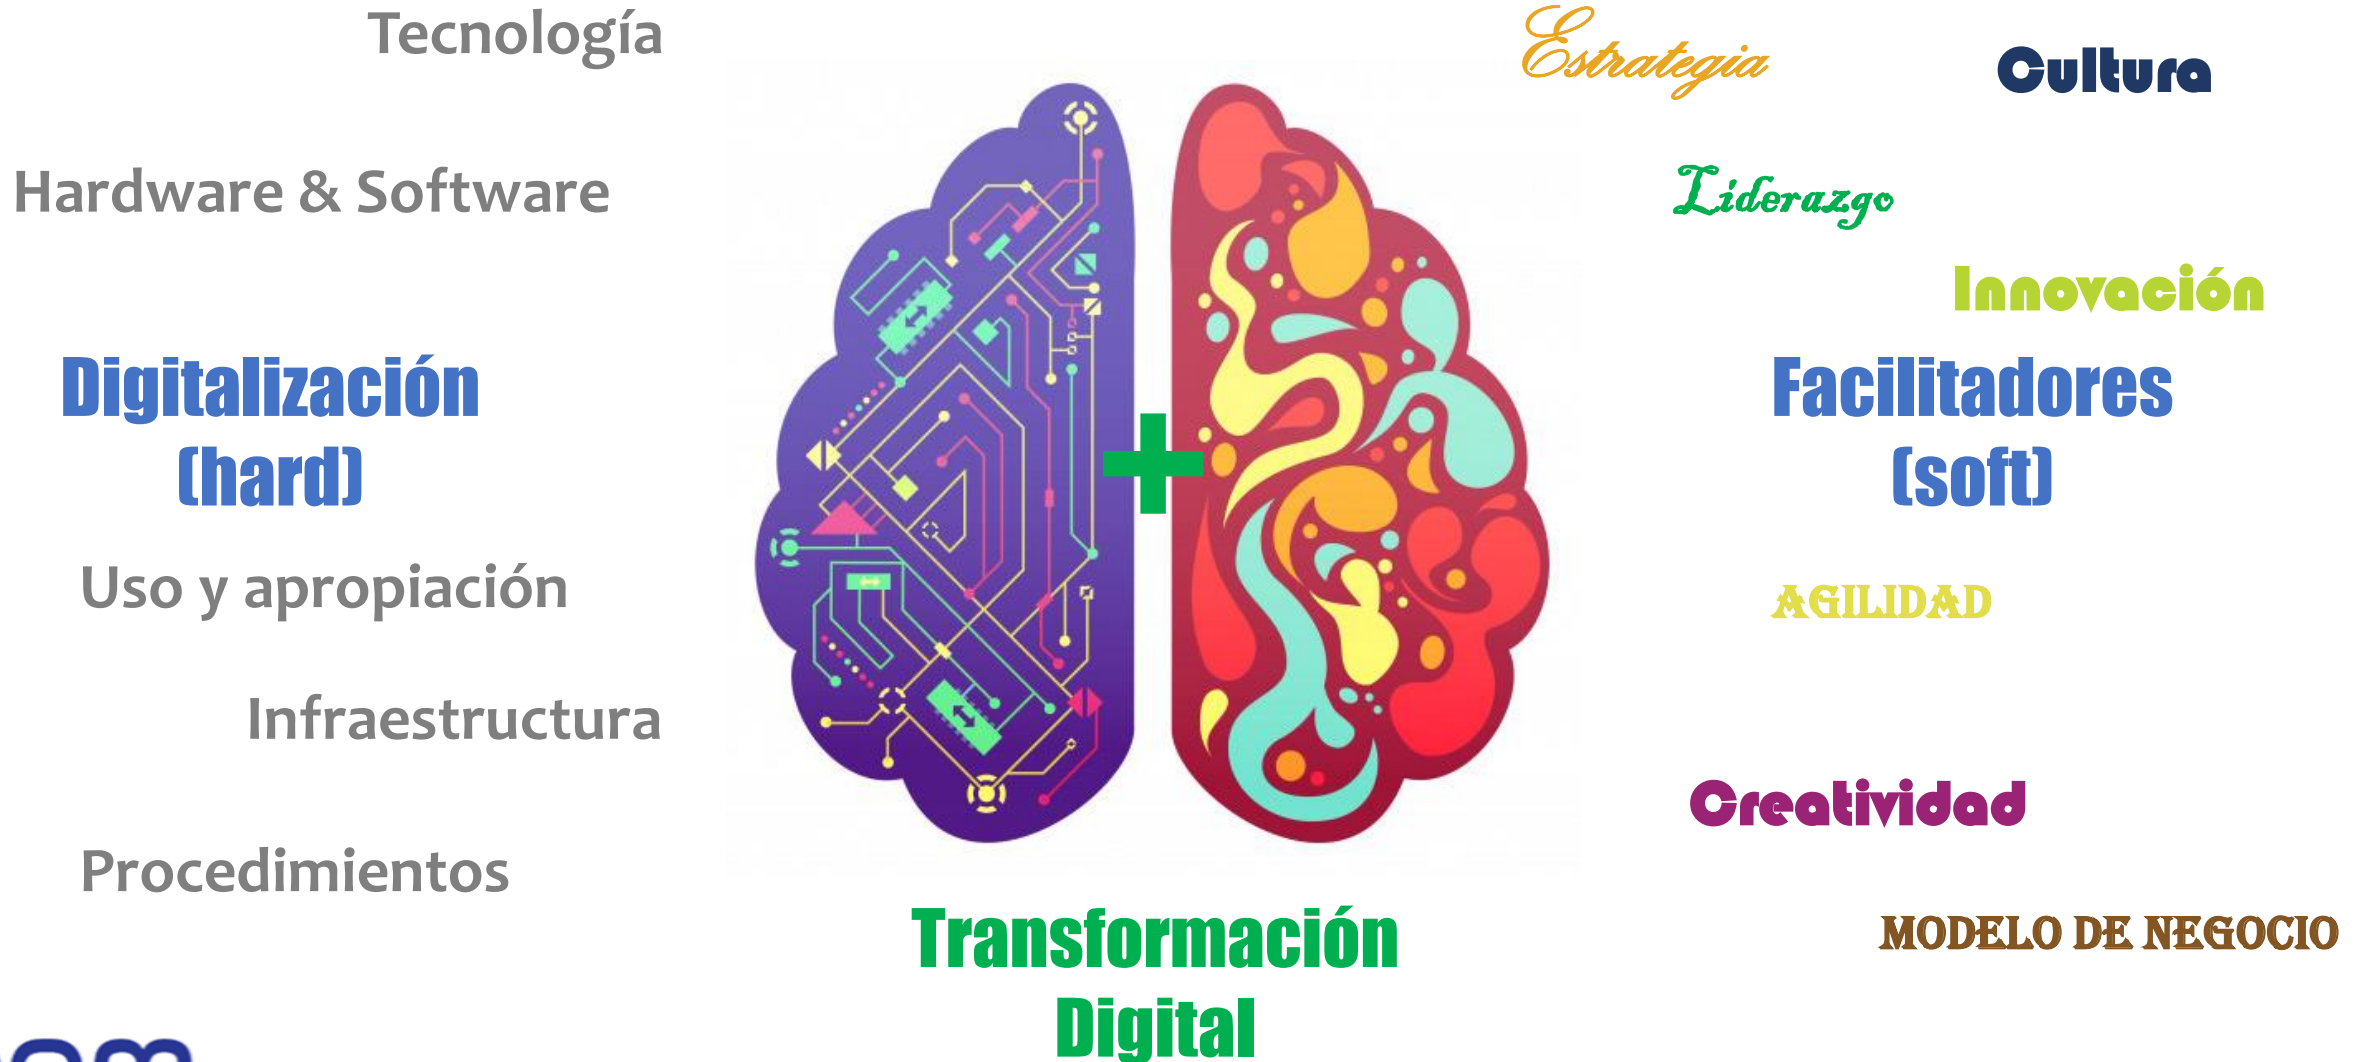 Tecnología
Hardware & Software
Digitalización
(hard)
Uso y apropiación
Infraestructura
Procedimientos
Transformación
Digital
Estrategia
Cultura
Liderazgo
Innovación
Facilitadores
(soft)
AGILIDAD
Creatividad
MODELO DE NEGOCIO